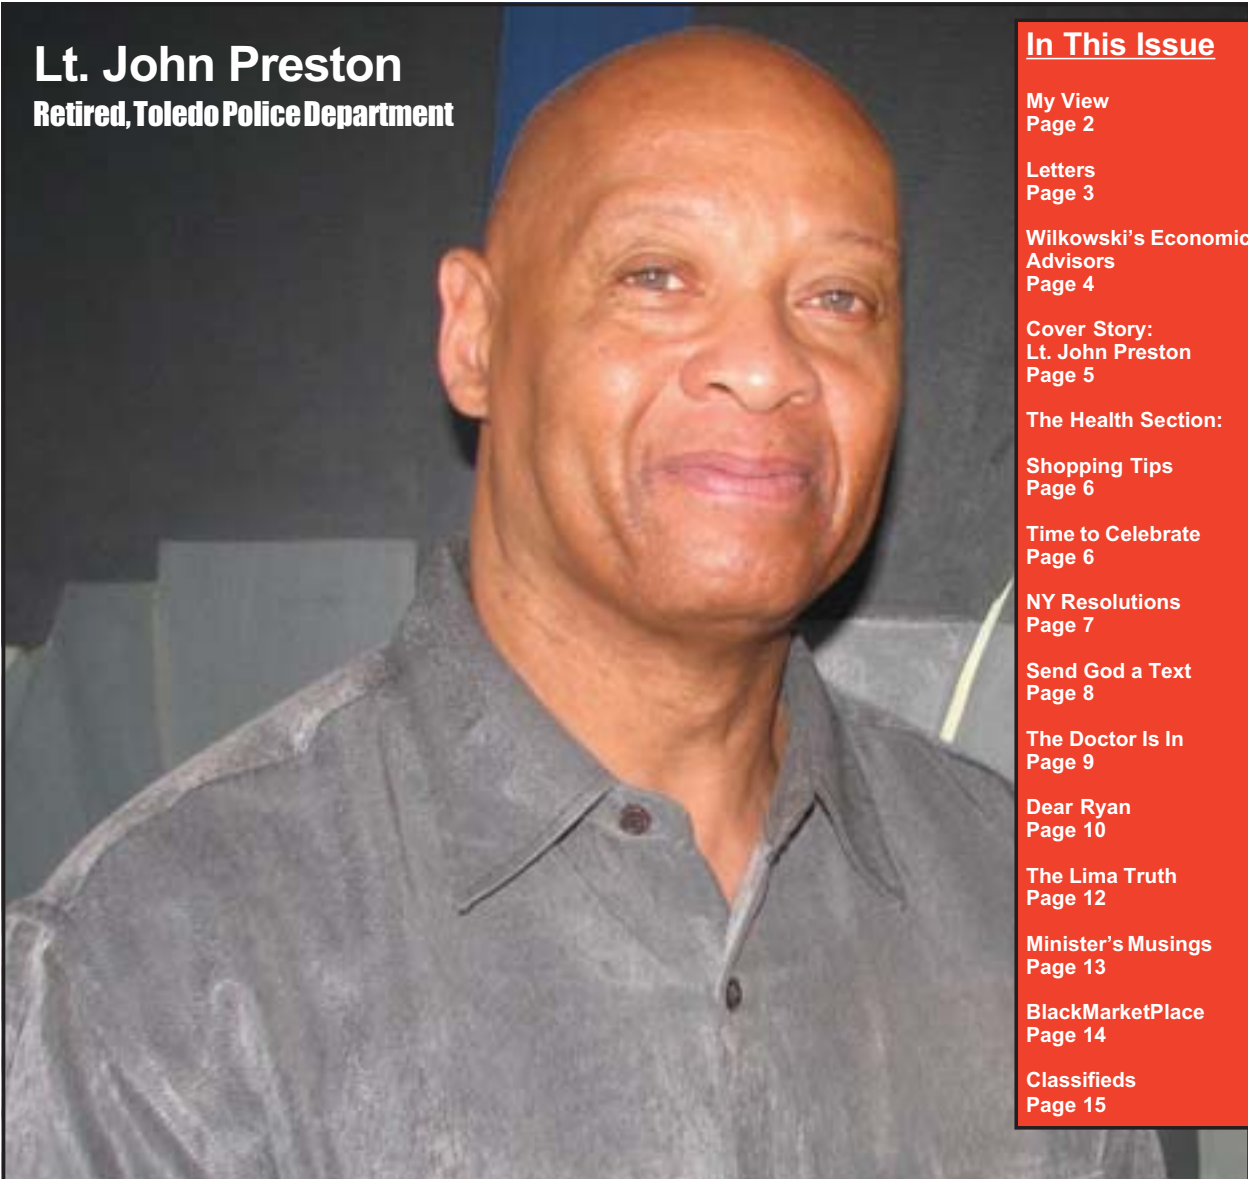 Lt. John Preston
Retired, Toledo Police Department
In This Issue
My View
Page 2
Letters
Page 3
Wilkowski's Economic
Advisors
Page 4
Cover Story:
Lt. John Preston
Page 5
The Health Section:
Shopping Tips
Page 6
Time to Celebrate
Page 6
NY Resolutions
Page 7
Send God a Text
Page 8
The Doctor Is In
Page 9
Dear Ryan
Page 10
The Lima Truth
Page 12
Minister's Musings
Page 13
BlackMarketPlace
Page 14
Classifieds
Page 15